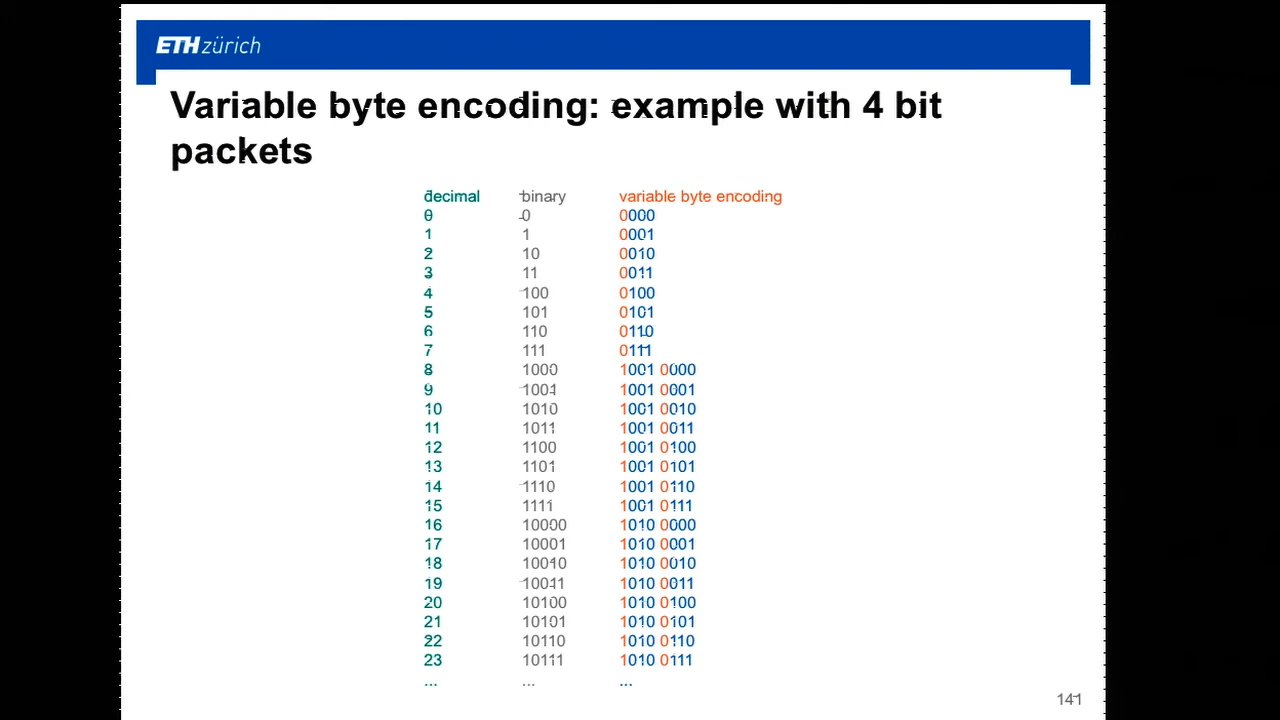 ETH zürich
Variable byte encoding: example with 4 bit
packets
decimal binary variable byte encoding
0 0 0000
1 1 0001
2 10 0010
3 11 0011
4 100 0100
5 101 0101
6 110 0110
7 111 0111
8 1000 1001 0000
9 1001 1001 0001
10 1010 1001 0010
11 1011 1001 0011
12 1100 1001 0100
13 1101 1001 0101
14 1110 1001 0110
15 1111 1001 0111
16 10000 1010 0000
17 10001 1010 0001
18 10010 1010 0010
19 10011 1010 0011
20 10100 1010 0100
21 10101 1010 0101
22 10110 1010 0110
23 10111 1010 0111
... ... ...
141